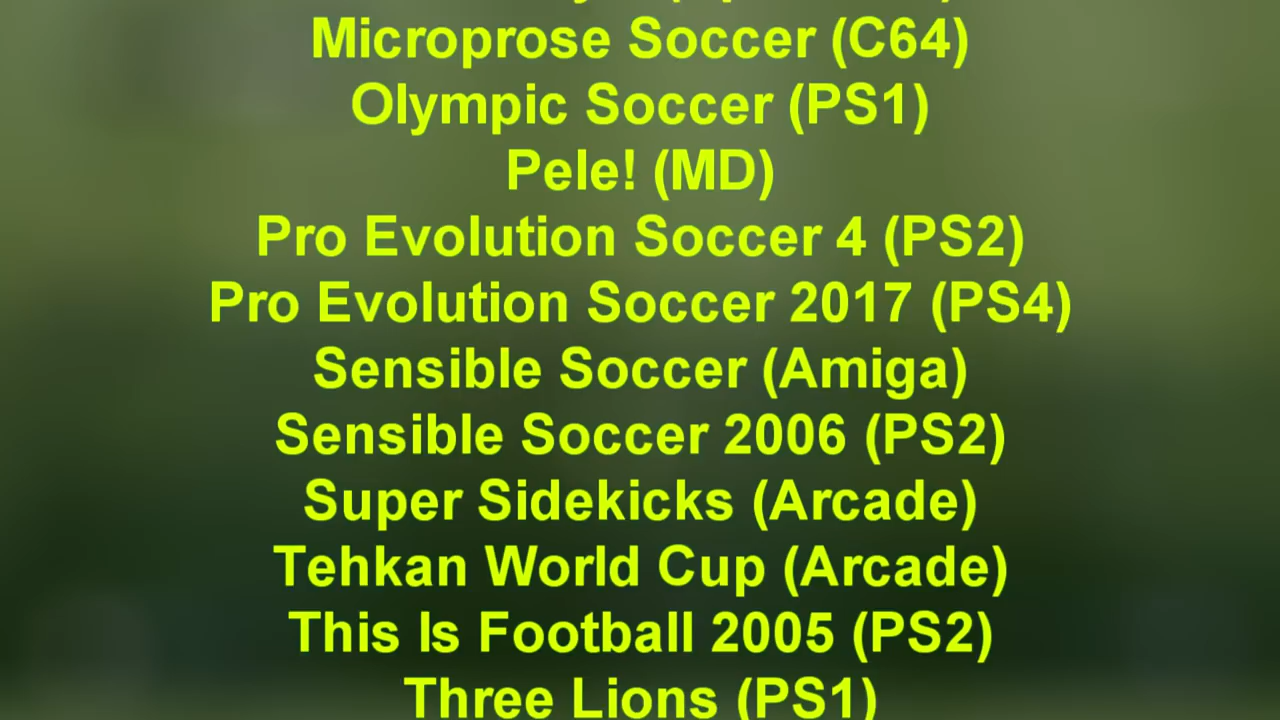 Microprose Soccer (C64)
Olympic Soccer (PS1)
Pele! (MD)
Pro Evolution Soccer 4 (PS2)
Pro Evolution Soccer 2017 (PS4)
Sensible Soccer (Amiga)
Sensible Soccer 2006 (PS2)
Super Sidekicks (Arcade)
Tehkan World Cup (Arcade)
This Is Football 2005 (PS2)
Three Lions (PS1)